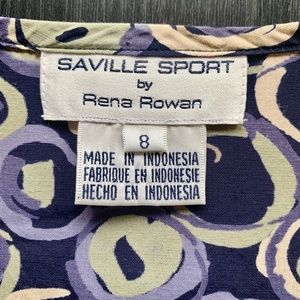 SAVILLE SPORT
by
Rena Rowan
8
MADE IN INDONESIA
FABRIQUE EN INDONESIE
HECHO EN INDONESIA